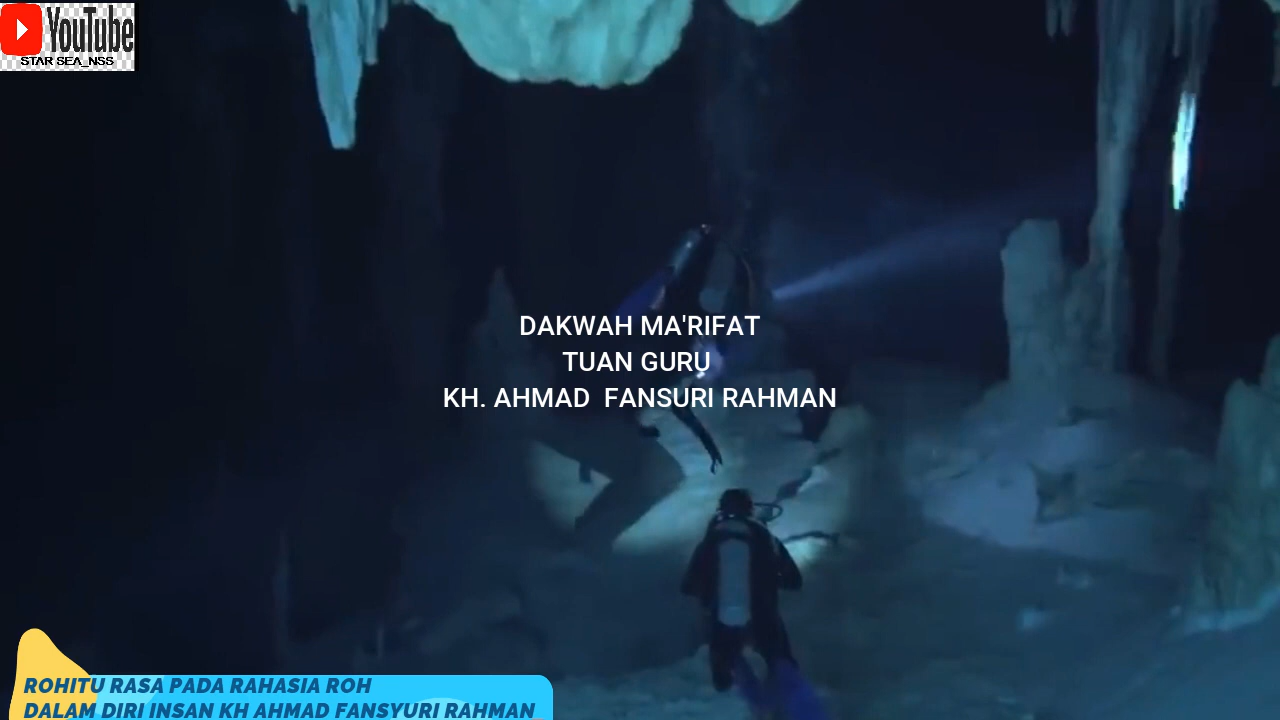 YouTube
STAR SEA_NSS
DAKWAH MA'RIFAT
TUAN GURU
KH. AHMAD  FANSURI RAHMAN
ROHITU RASA PADA RAHASIA ROH
DALAM DIRI INSAN KH AHMAD FANSYURI RAHMAN